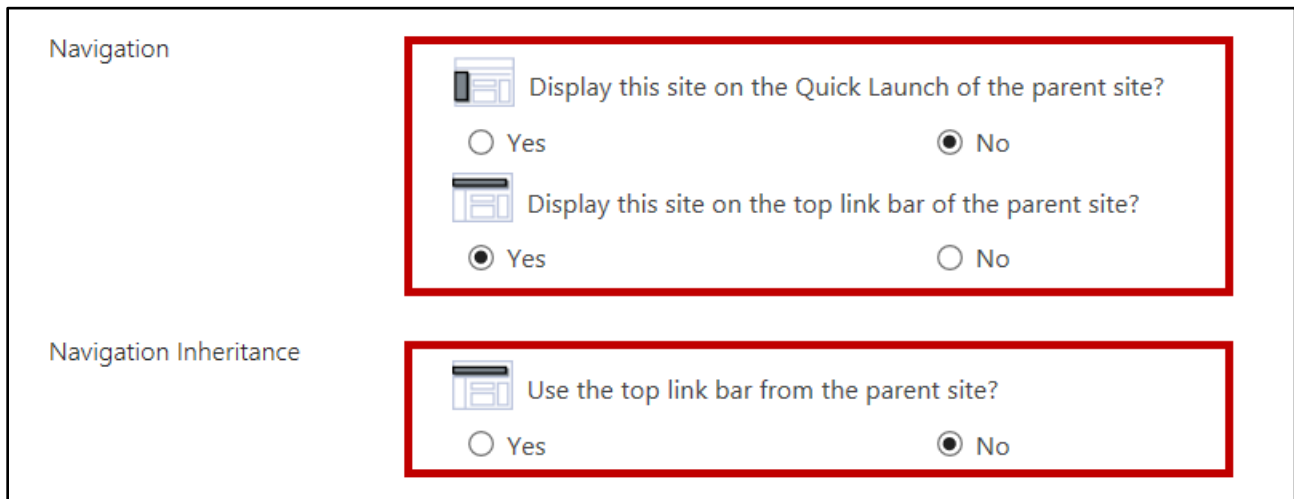 Navigation
Display this site on the Quick Launch of the parent site?
Yes No
Display this site on the top link bar of the parent site?
Yes No
Navigation Inheritance
Use the top link bar from the parent site?
Yes No